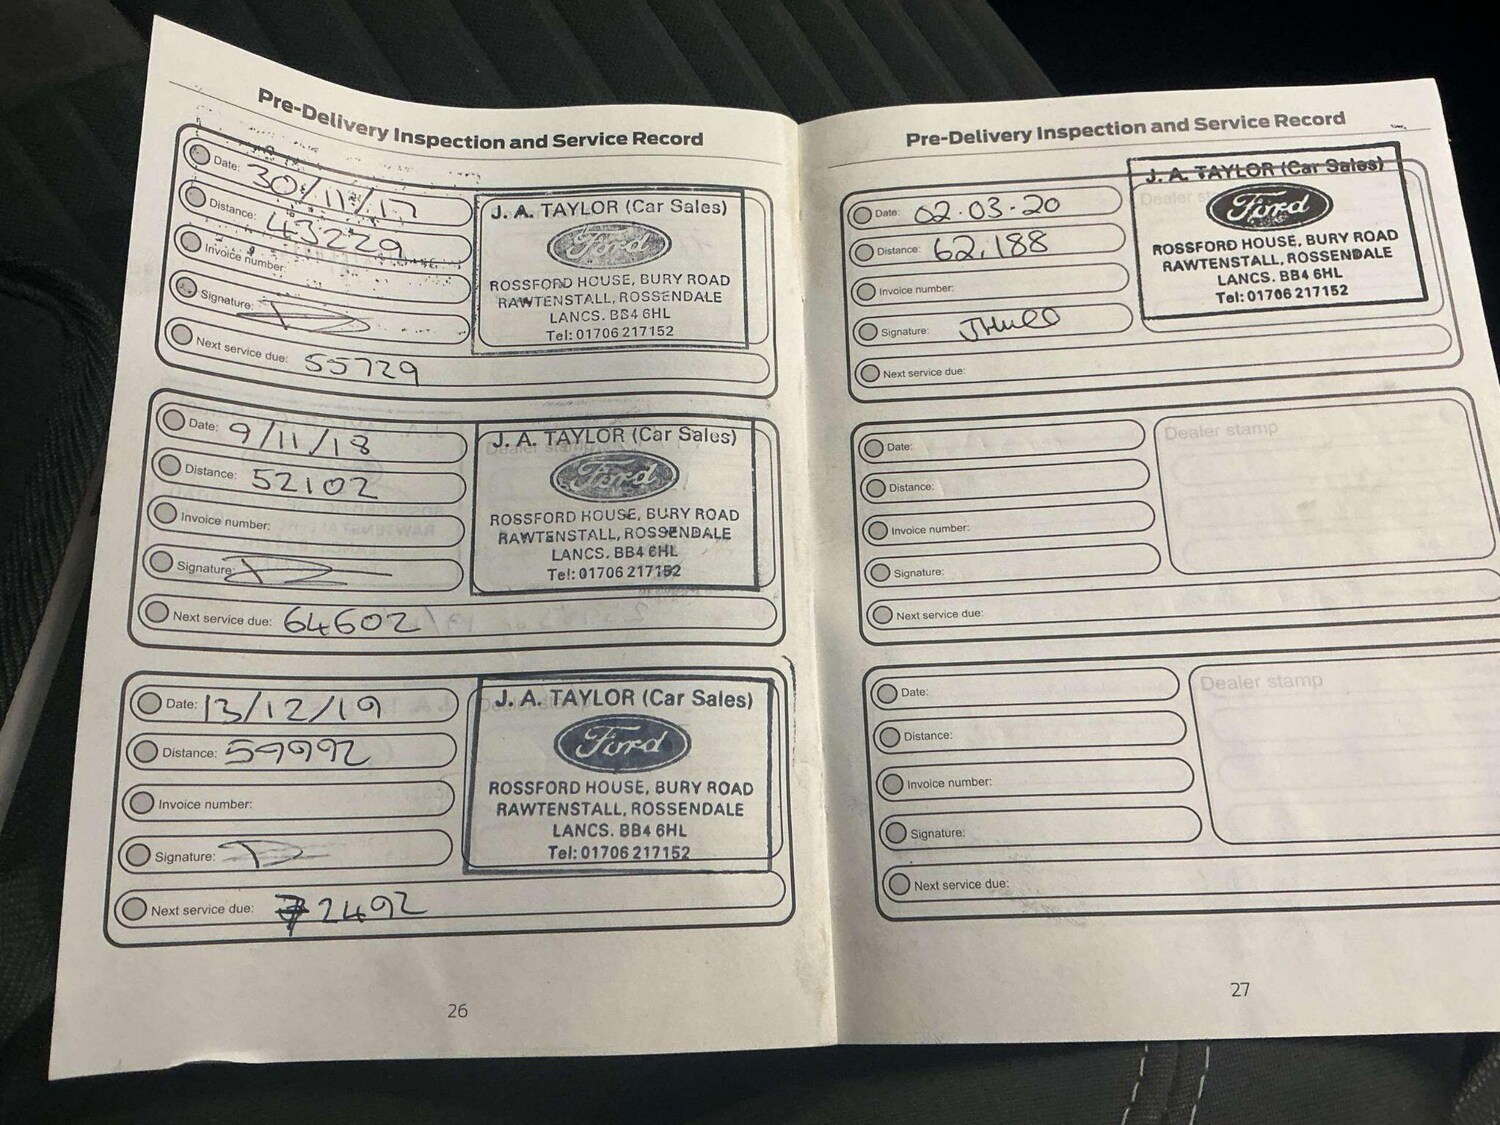 Pre-Delivery Inspection and Service Record
Date: 30/11/17
Distance: 43229
Invoice number:
Signature:
Next service due: 55729
J. A. TAYLOR (Car Sales)
Ford
ROSSFORD HOUSE, BURY ROAD
RAWTENSTALL, ROSSENDALE
LANCS. BB4 6HL
Tel: 01706 217152
Date: 9/11/18
Distance: 52102
Invoice number:
Signature:
Next service due: 64602
Dealer stamp
J. A. TAYLOR (Car Sales)
Ford
ROSSFORD HOUSE, BURY ROAD
RAWTENSTALL, ROSSENDALE
LANCS. BB4 6HL
Tel: 01706 217152
Date: 13/12/19
Distance: 59992
Invoice number:
Signature:
Next service due: 72492
Dealer stamp
J. A. TAYLOR (Car Sales)
Ford
ROSSFORD HOUSE, BURY ROAD
RAWTENSTALL, ROSSENDALE
LANCS. BB4 6HL
Tel: 01706 217152
26
Pre-Delivery Inspection and Service Record
Date: 02.03.20
Distance: 62,188
Invoice number:
Signature:
Next service due:
Dealer stamp
J. A. TAYLOR (Car Sales)
Ford
ROSSFORD HOUSE, BURY ROAD
RAWTENSTALL, ROSSENDALE
LANCS. BB4 6HL
Tel: 01706 217152
Date:
Distance:
Invoice number:
Signature:
Next service due:
Dealer stamp
Date:
Distance:
Invoice number:
Signature:
Next service due:
Dealer stamp
27